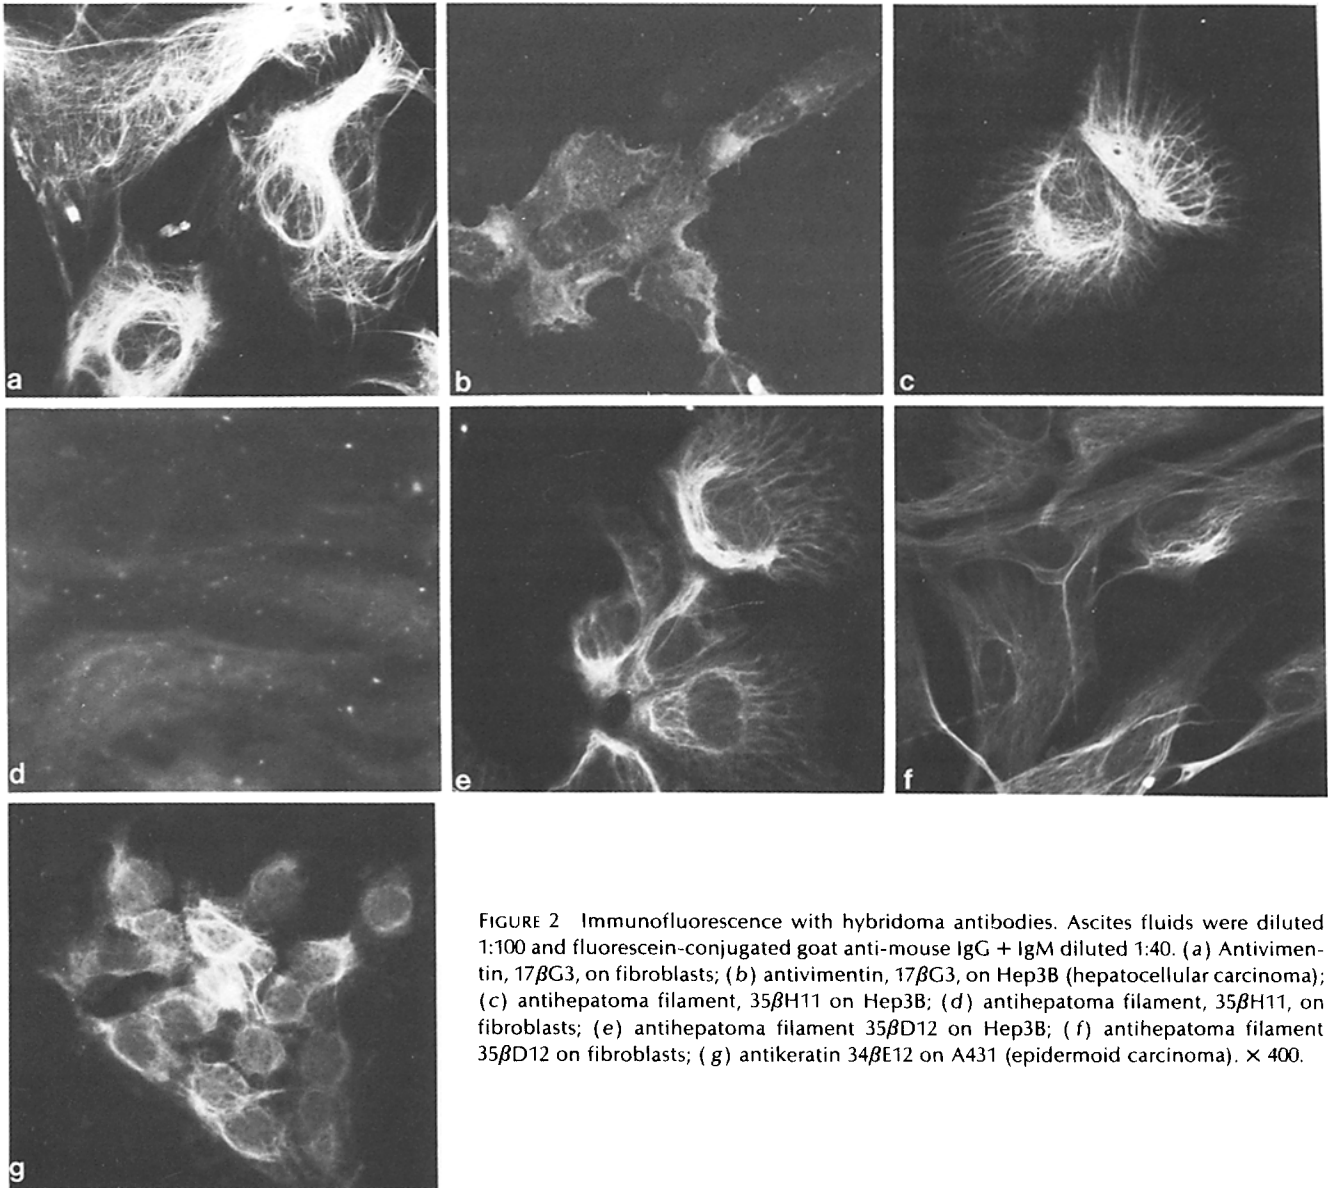 a
b
c
d
e
f
g
FIGURE 2 Immunofluorescence with hybridoma antibodies. Ascites fluids were diluted
1:100 and fluorescein-conjugated goat anti-mouse IgG + IgM diluted 1:40. (a) Antivimen-
tin, 17βG3, on fibroblasts; (b) antivimentin, 17βG3, on Hep3B (hepatocellular carcinoma);
(c) antihepatoma filament, 35βH11 on Hep3B; (d) antihepatoma filament, 35βH11, on
fibroblasts; (e) antihepatoma filament 35βD12 on Hep3B; (f) antihepatoma filament
35βD12 on fibroblasts; (g) antikeratin 34βE12 on A431 (epidermoid carcinoma). × 400.